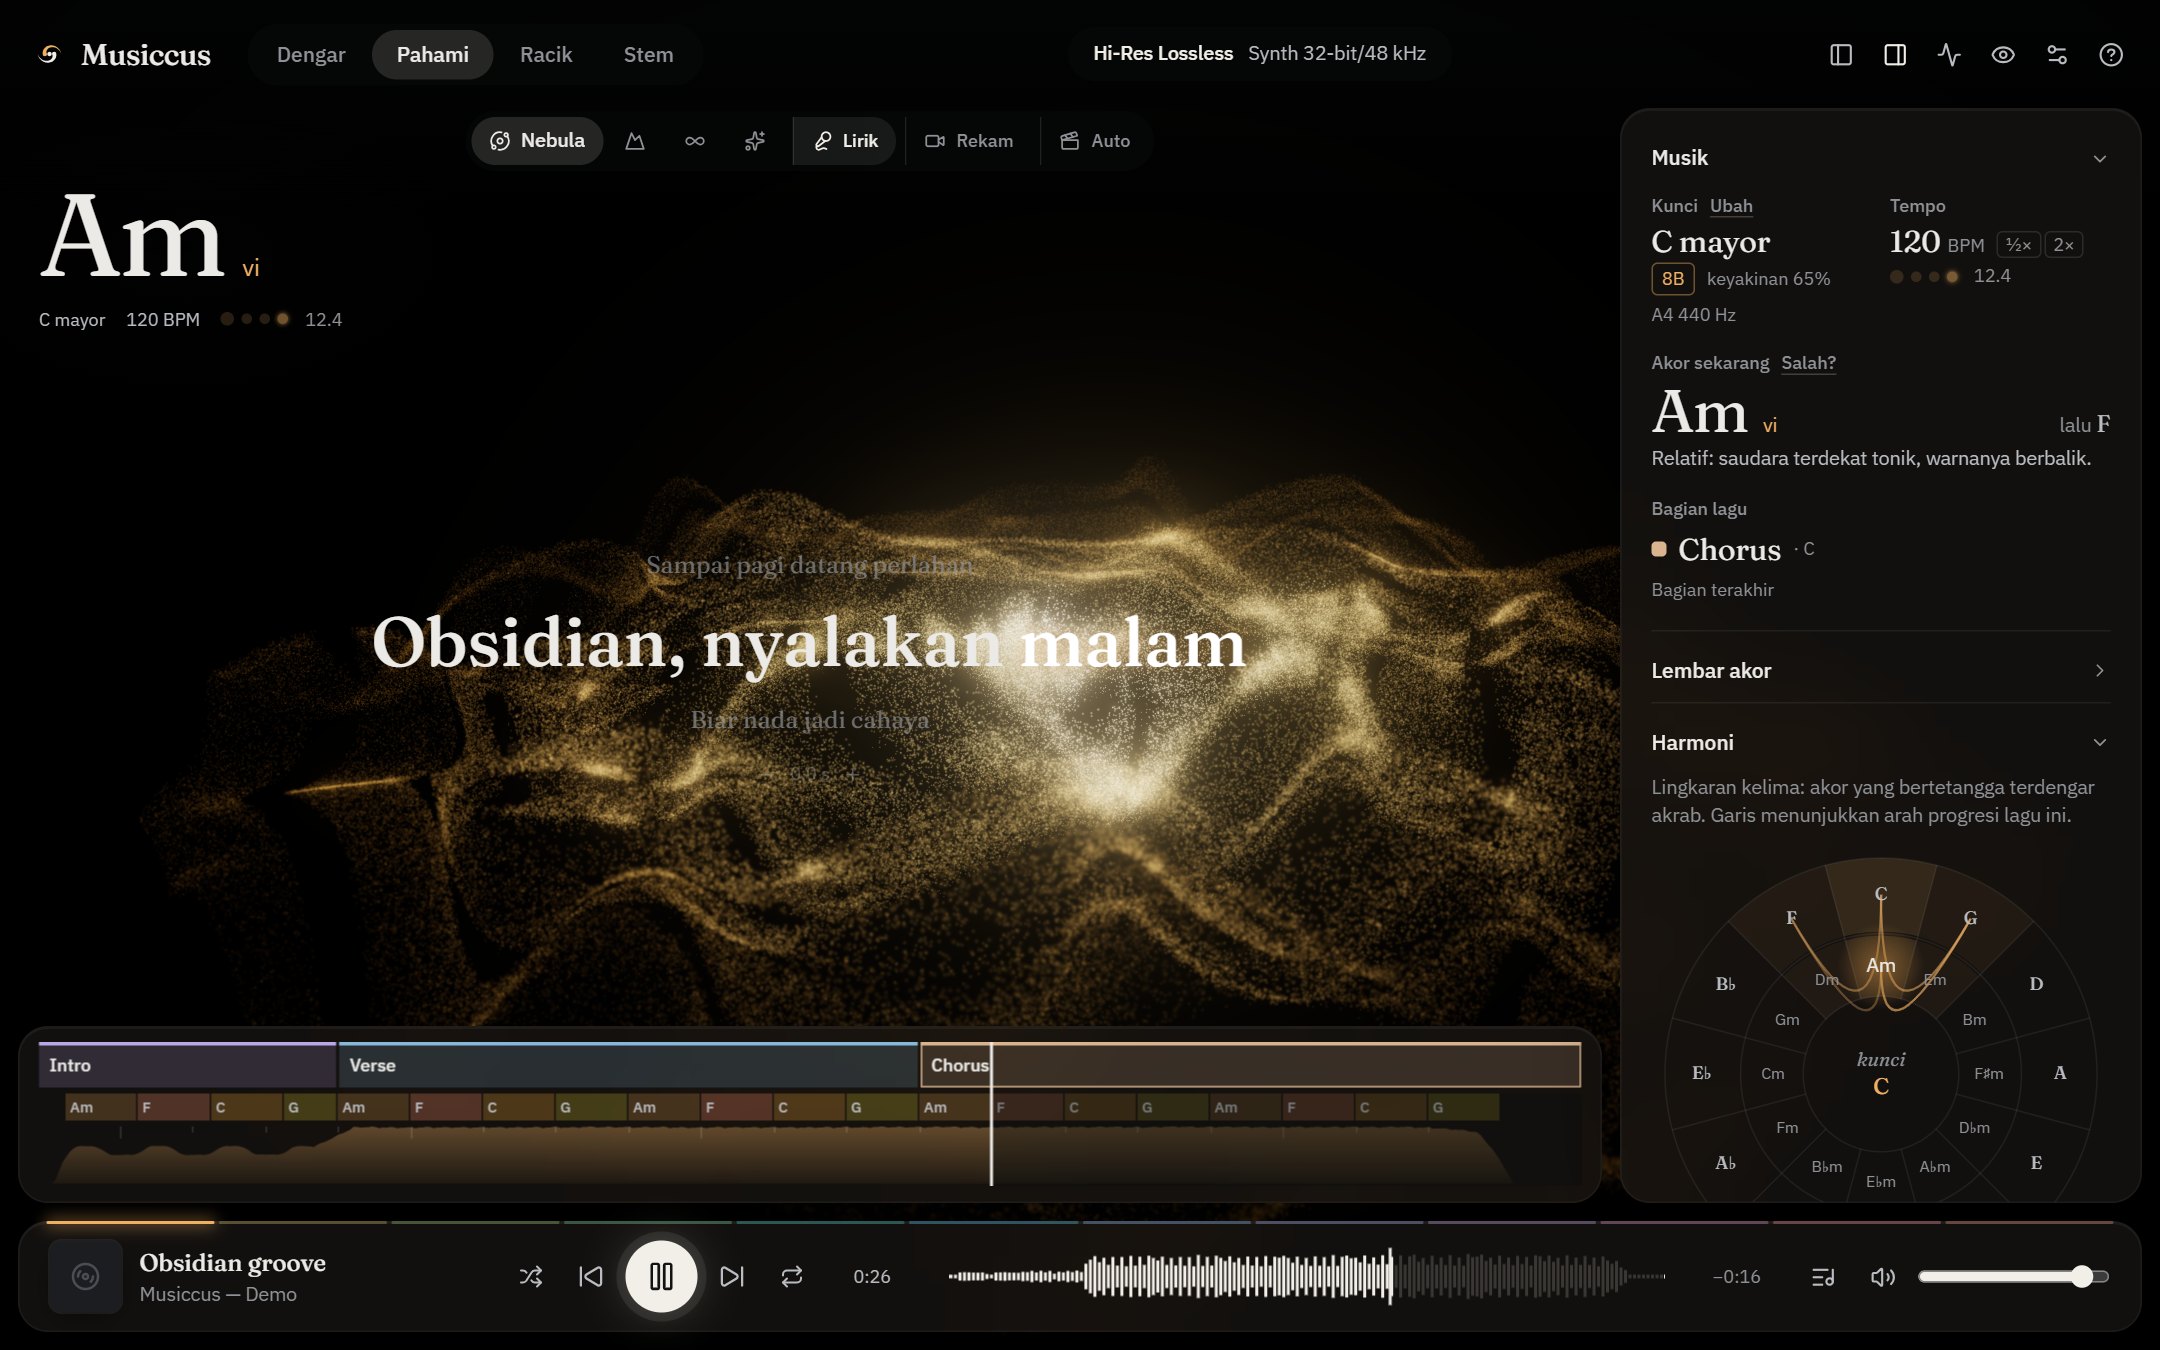 Musiccus
Dengar Pahami Racik Stem
Hi-Res Lossless Synth 32-bit/48 kHz
Nebula Lirik Rekam Auto
Am vi
C mayor 120 BPM 12.4
Sampai pagi datang perlahan
Obsidian, nyalakan malam
Biar nada jadi cahaya
Musik
Kunci Ubah Tempo
C mayor 120 BPM ½× 2×
8B keyakinan 65% 12.4
A4 440 Hz
Akor sekarang Salah?
Am vi lalu F
Relatif: saudara terdekat tonik, warnanya berbalik.
Bagian lagu
Chorus · C
Bagian terakhir
Lembar akor
Harmoni
Lingkaran kelima: akor yang bertetangga terdengar
akrab. Garis menunjukkan arah progresi lagu ini.
C
F G
Am
Dm Em
B♭ D
Gm Bm
kunci
E♭ Cm F♯m A
C
Fm D♭m
A♭ B♭m A♭m E
E♭m
Intro Verse Chorus
Am F C G Am F C G Am F C G Am F C G Am F C G
Obsidian groove
Musiccus — Demo
0:26 −0:16